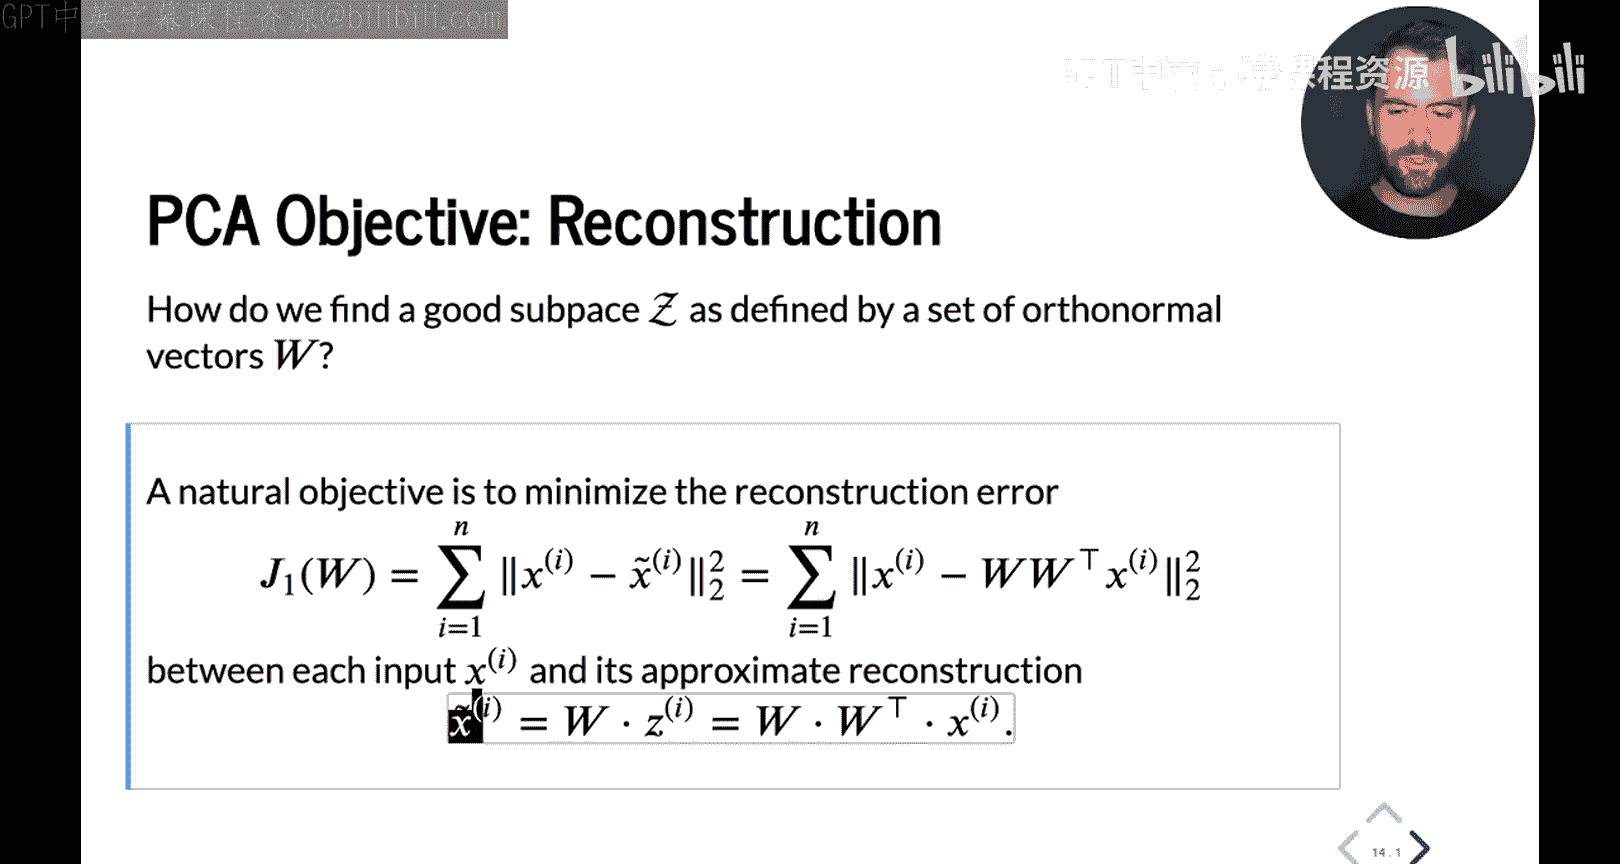 GPT中英字幕课程资源@bilibili.com
课程资源 bilibili
PCA Objective: Reconstruction
How do we find a good subpace 𝒵 as defined by a set of orthonormal
vectors W?
A natural objective is to minimize the reconstruction error
J₁(W) = ∑_{i=1}^{n} ‖x⁽ⁱ⁾ − x̃⁽ⁱ⁾‖₂² = ∑_{i=1}^{n} ‖x⁽ⁱ⁾ − WW⊤x⁽ⁱ⁾‖₂²
between each input x⁽ⁱ⁾ and its approximate reconstruction
x̃⁽ⁱ⁾ = W · z⁽ⁱ⁾ = W · W⊤ · x⁽ⁱ⁾.
14.1